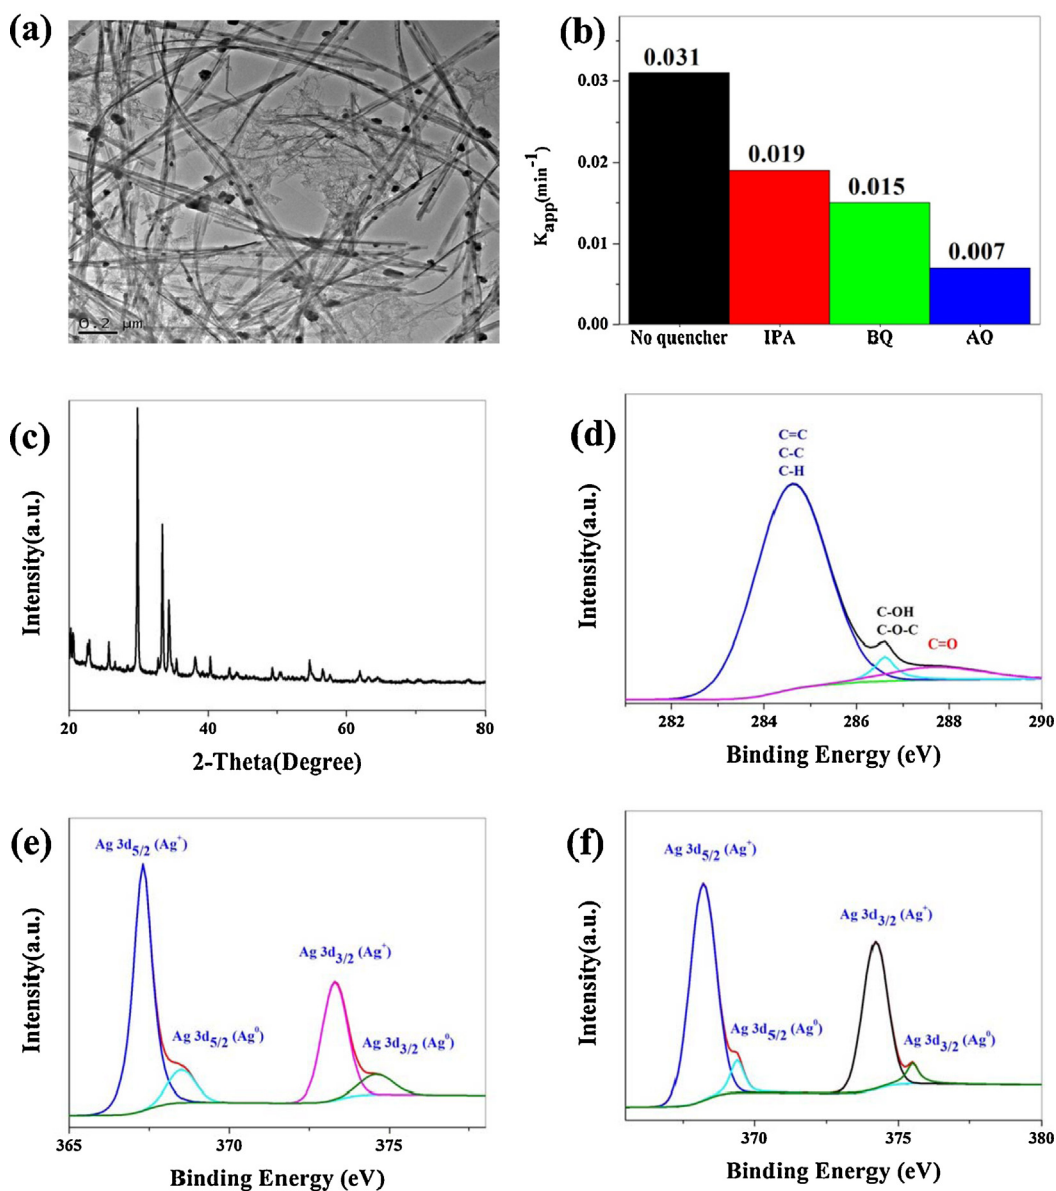 (a)
0.2 μm
(b)
0.031
0.019
0.015
0.007
0.03
0.02
0.01
0.00
Kapp(min-1)
No quencher IPA BQ AQ
(c)
Intensity(a.u.)
20 40 60 80
2-Theta(Degree)
(d)
C=C
C-C
C-H
C-OH
C-O-C
C=O
Intensity(a.u.)
282 284 286 288 290
Binding Energy (eV)
(e)
Ag 3d5/2 (Ag+)
Ag 3d3/2 (Ag+)
Ag 3d5/2 (Ag0)
Ag 3d3/2 (Ag0)
Intensity(a.u.)
365 370 375
Binding Energy (eV)
(f)
Ag 3d5/2 (Ag+)
Ag 3d3/2 (Ag+)
Ag 3d5/2 (Ag0)
Ag 3d3/2 (Ag0)
Intensity(a.u.)
370 375 380
Binding Energy (eV)